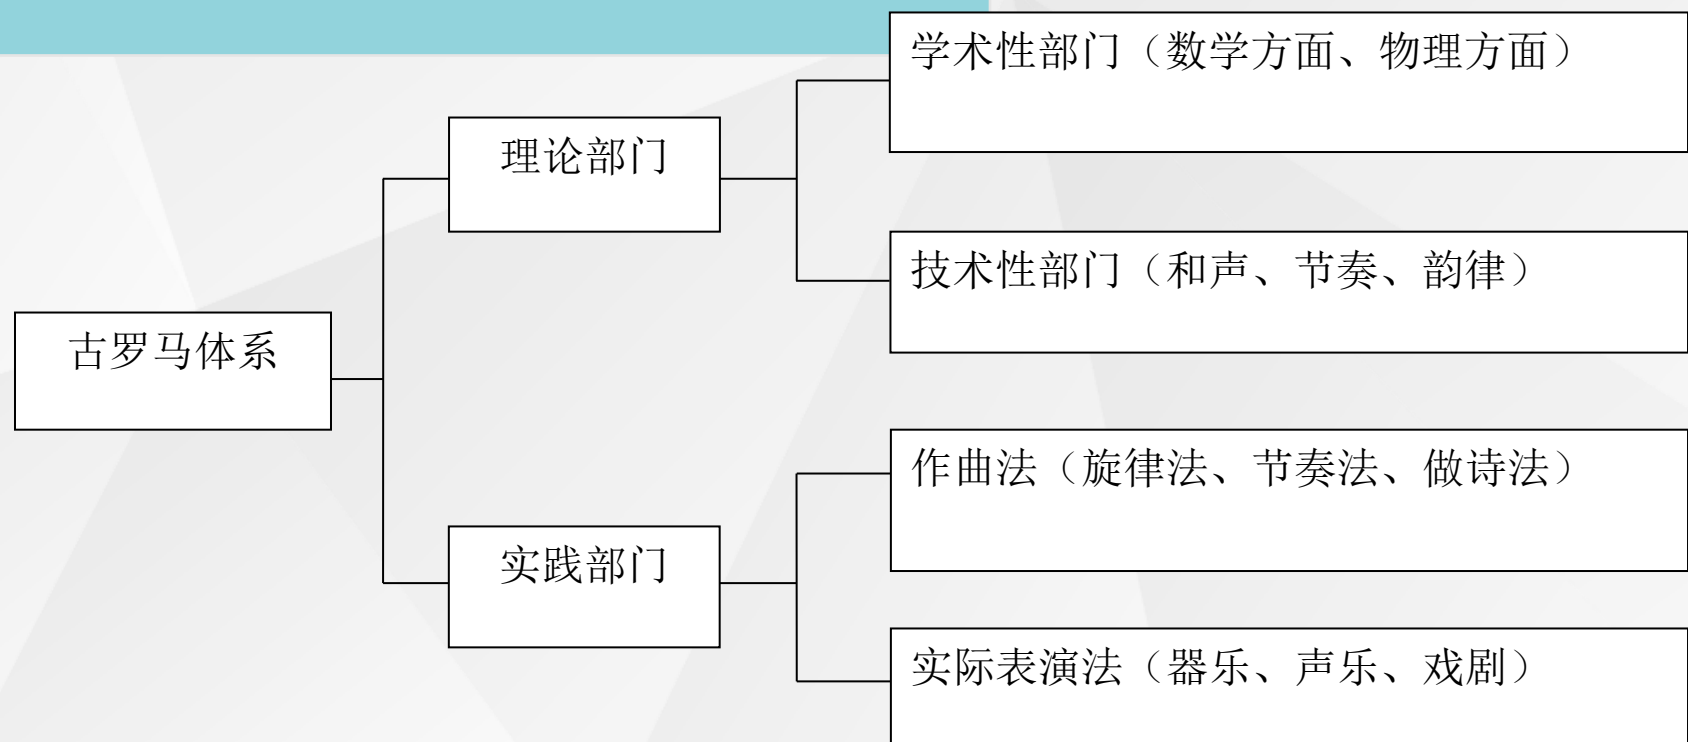 学术性部门（数学方面、物理方面）
理论部门
技术性部门（和声、节奏、韵律）
古罗马体系
作曲法（旋律法、节奏法、做诗法）
实践部门
实际表演法（器乐、声乐、戏剧）